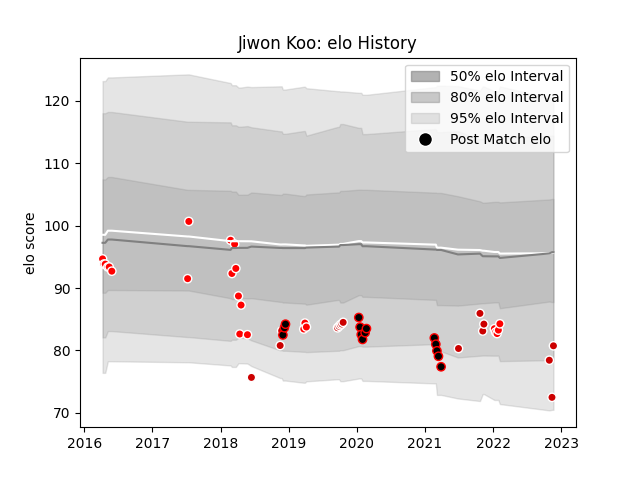 Jiwon Koo: elo History
50% elo Interval
80% elo Interval
95% elo Interval
Post Match elo
elo score
120
110
100
90
80
70
2016 2017 2018 2019 2020 2021 2022 2023